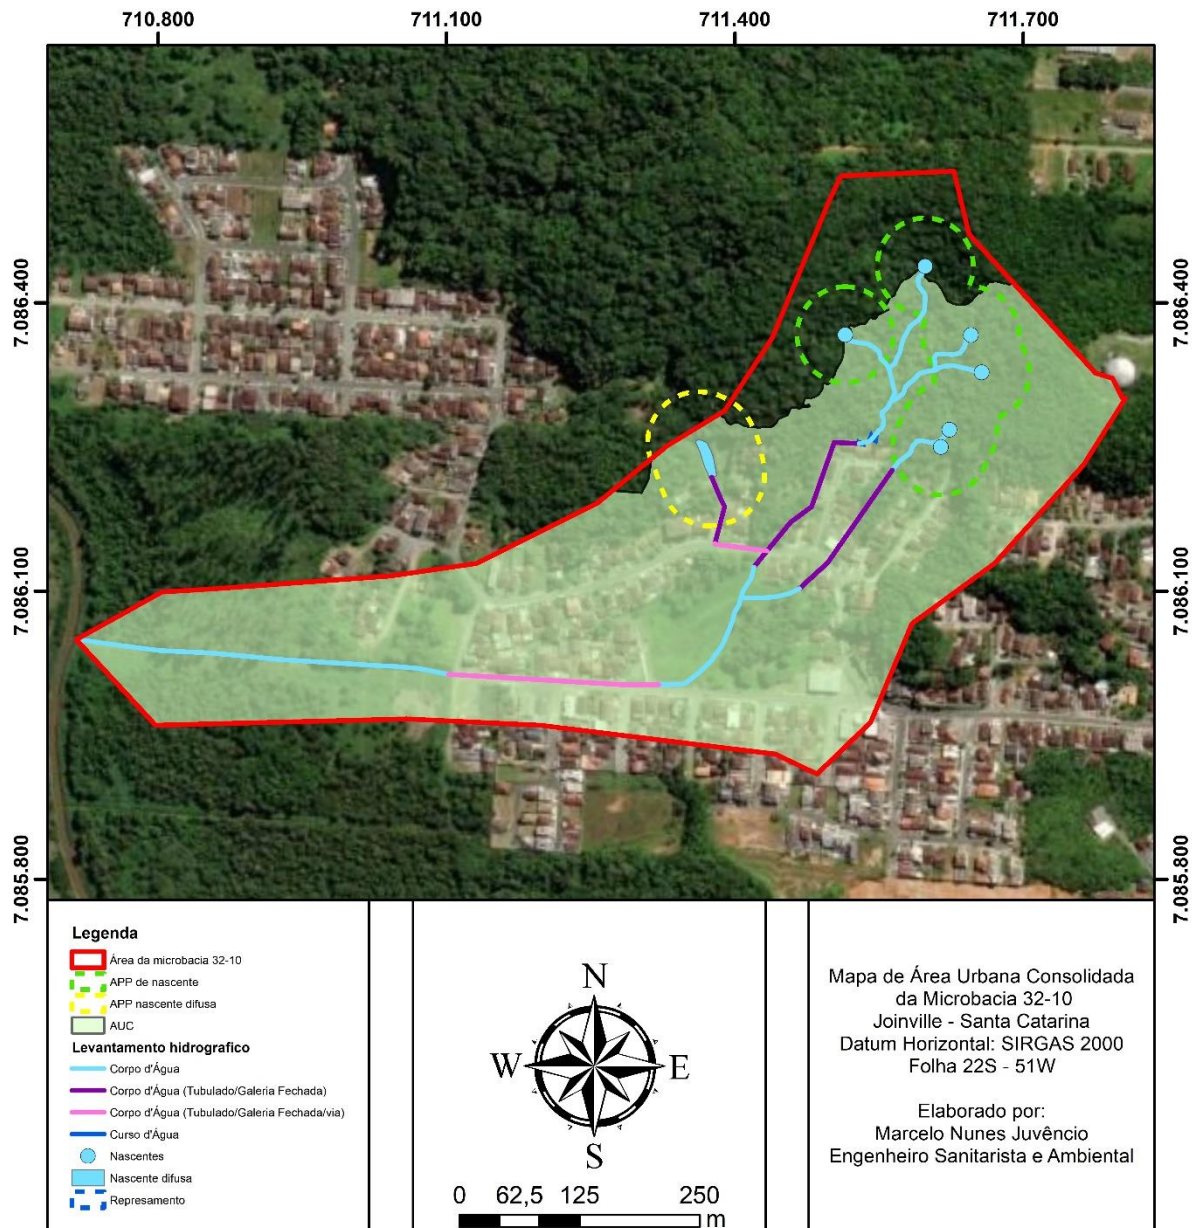 710.800 711.100 711.400 711.700
7.086.400 7.086.400
7.086.100 7.086.100
7.085.800 7.085.800
Legenda
Área da microbacia 32-10
APP de nascente
APP nascente difusa
AUC
Levantamento hidrografico
Corpo d'Água
Corpo d'Água (Tubulado/Galeria Fechada)
Corpo d'Água (Tubulado/Galeria Fechada/via)
Curso d'Água
Nascentes
Nascente difusa
Represamento
N
W E
S
0 62,5 125 250
m
Mapa de Área Urbana Consolidada
da Microbacia 32-10
Joinville - Santa Catarina
Datum Horizontal: SIRGAS 2000
Folha 22S - 51W
Elaborado por:
Marcelo Nunes Juvêncio
Engenheiro Sanitarista e Ambiental